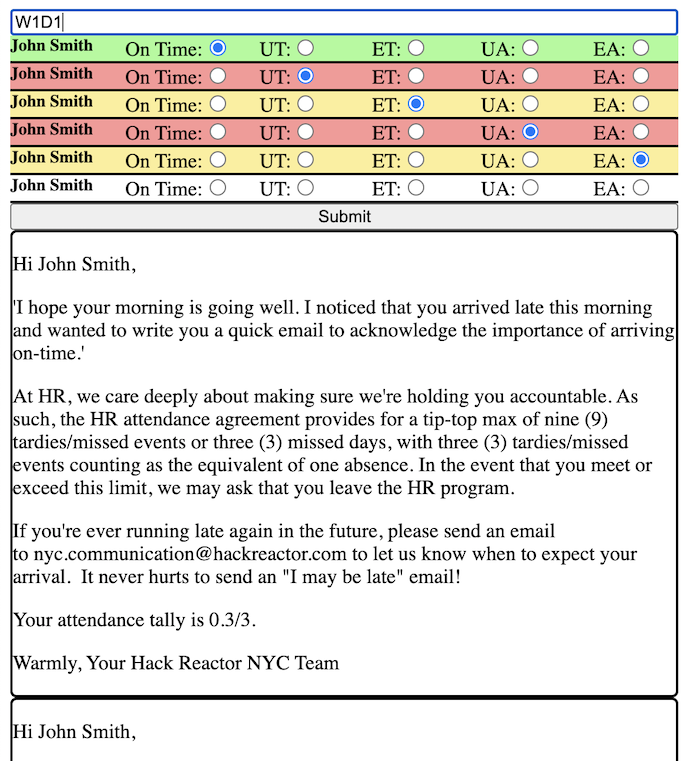 W1D1
John Smith On Time: UT: ET: UA: EA:
John Smith On Time: UT: ET: UA: EA:
John Smith On Time: UT: ET: UA: EA:
John Smith On Time: UT: ET: UA: EA:
John Smith On Time: UT: ET: UA: EA:
John Smith On Time: UT: ET: UA: EA:
Submit
Hi John Smith,
'I hope your morning is going well. I noticed that you arrived late this morning
and wanted to write you a quick email to acknowledge the importance of arriving
on-time.'
At HR, we care deeply about making sure we're holding you accountable. As
such, the HR attendance agreement provides for a tip-top max of nine (9)
tardies/missed events or three (3) missed days, with three (3) tardies/missed
events counting as the equivalent of one absence. In the event that you meet or
exceed this limit, we may ask that you leave the HR program.
If you're ever running late again in the future, please send an email
to nyc.communication@hackreactor.com to let us know when to expect your
arrival.  It never hurts to send an "I may be late" email!
Your attendance tally is 0.3/3.
Warmly, Your Hack Reactor NYC Team
Hi John Smith,